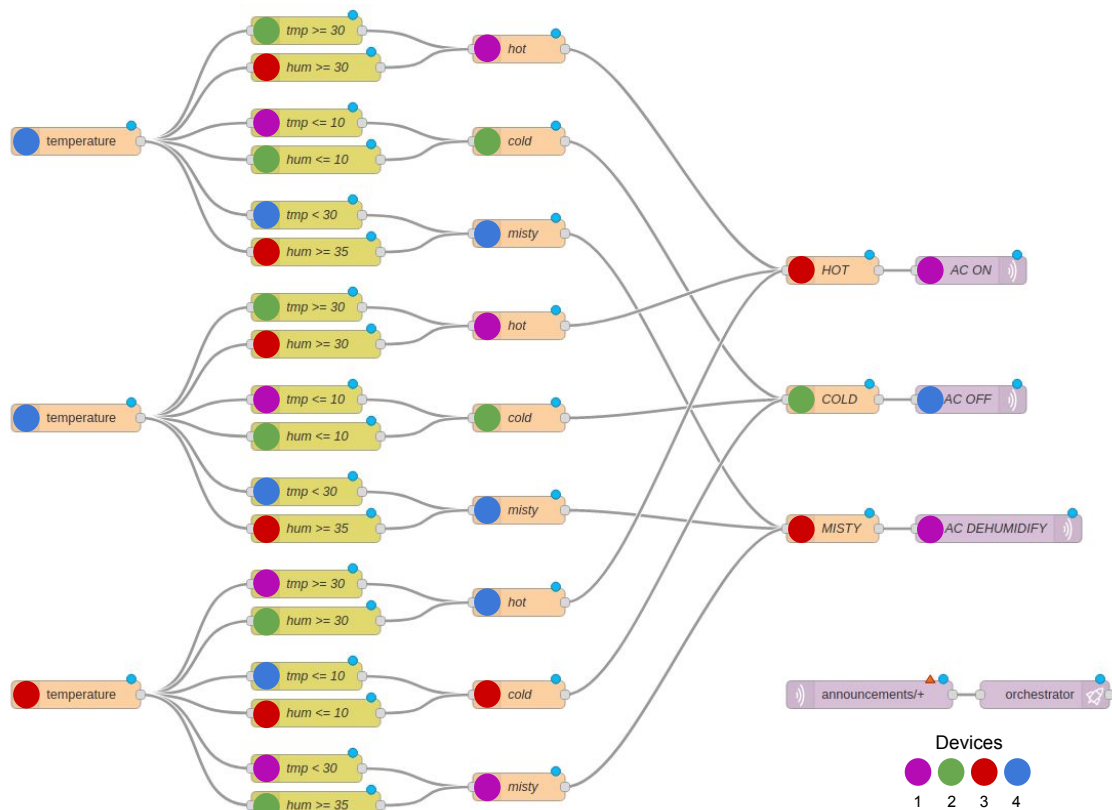 tmp >= 30
hot
hum >= 30
temperature
tmp <= 10
cold
hum <= 10
tmp < 30
misty
hum >= 35
HOT
AC ON
tmp >= 30
hot
hum >= 30
temperature
tmp <= 10
cold
hum <= 10
COLD
AC OFF
tmp < 30
misty
hum >= 35
MISTY
AC DEHUMIDIFY
tmp >= 30
hot
hum >= 30
temperature
tmp <= 10
cold
hum <= 10
announcements/+
orchestrator
tmp < 30
misty
hum >= 35
Devices
1 2 3 4